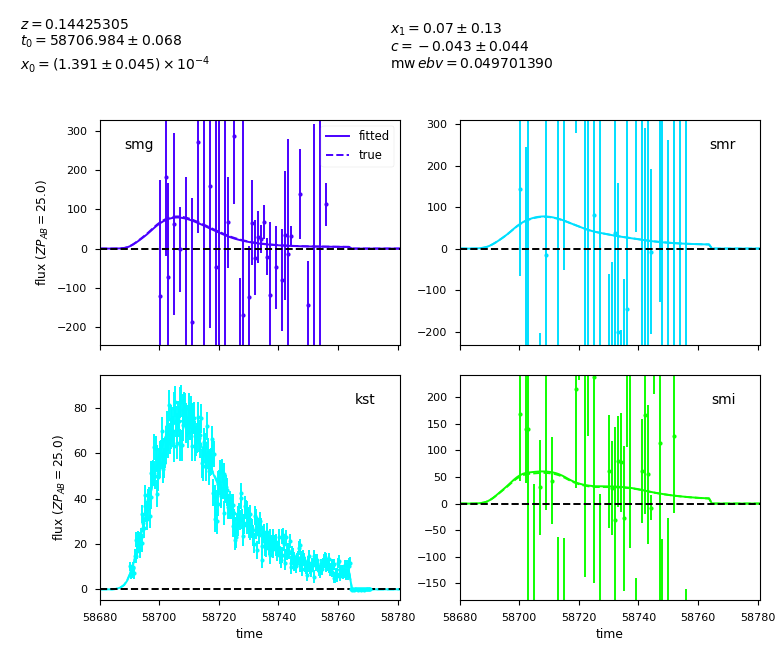 z = 0.14425305
t₀ = 58706.984 ± 0.068
x₀ = (1.391 ± 0.045) × 10⁻⁴
x₁ = 0.07 ± 0.13
c = −0.043 ± 0.044
mw ebv = 0.049701390
smg
fitted
true
300
200
100
0
−100
−200
flux (ZP_AB = 25.0)
smr
300
200
100
0
−100
−200
kst
80
60
40
20
0
flux (ZP_AB = 25.0)
58680 58700 58720 58740 58760 58780
time
smi
200
150
100
50
0
−50
−100
−150
58680 58700 58720 58740 58760 58780
time